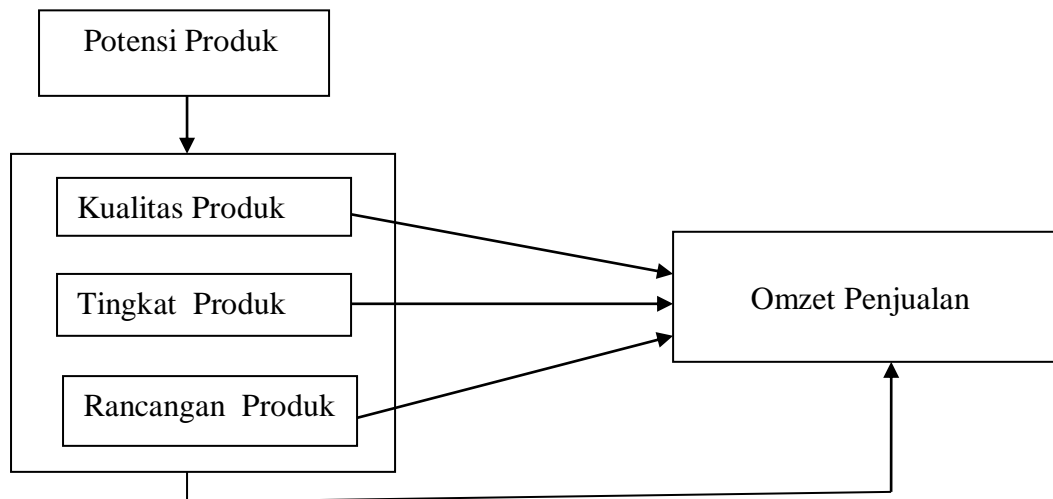 Potensi Produk
Kualitas Produk
Tingkat Produk
Rancangan Produk
Omzet Penjualan